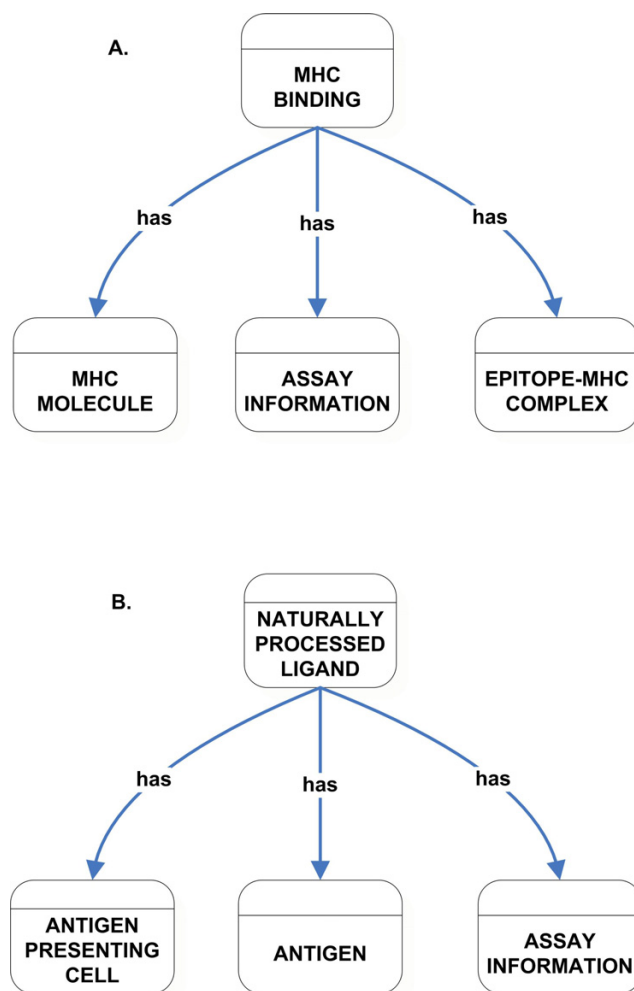 A.
MHC
BINDING
has
has
has
MHC
MOLECULE
ASSAY
INFORMATION
EPITOPE-MHC
COMPLEX
B.
NATURALLY
PROCESSED
LIGAND
has
has
has
ANTIGEN
PRESENTING
CELL
ANTIGEN
ASSAY
INFORMATION